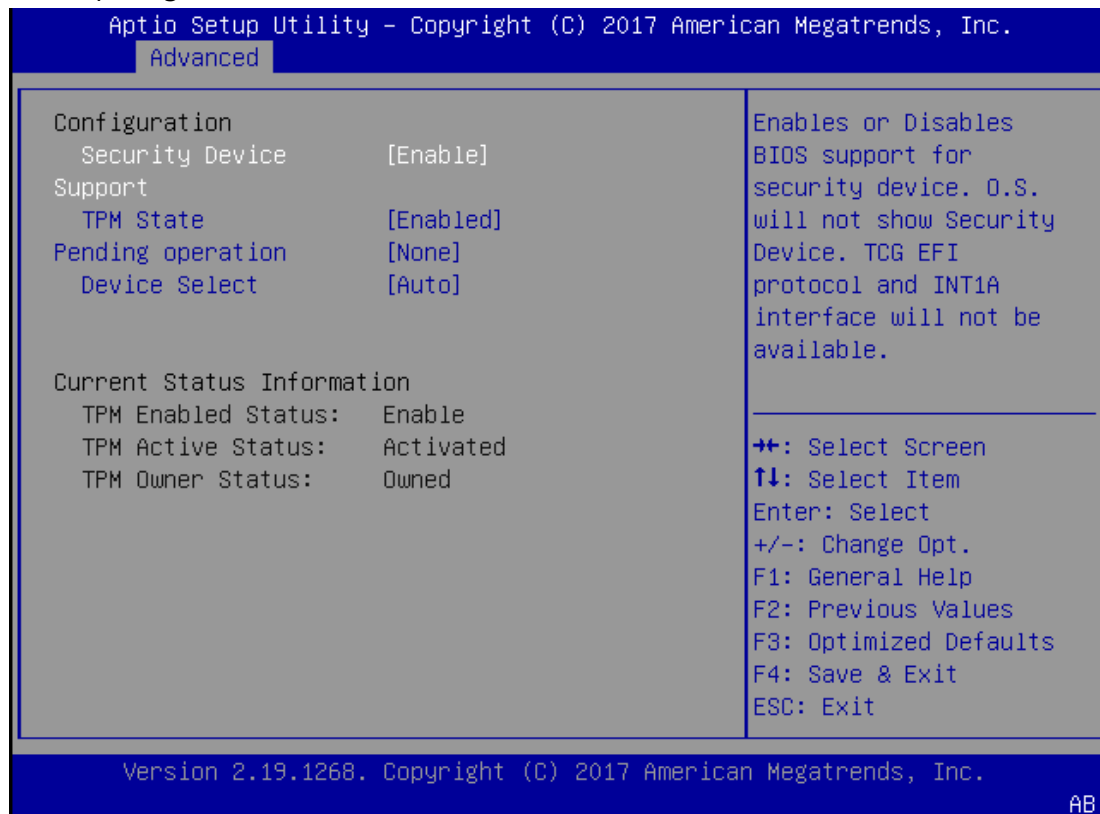 Aptio Setup Utility – Copyright (C) 2017 American Megatrends, Inc.
Advanced
Configuration
Security Device [Enable]
Support
TPM State [Enabled]
Pending operation [None]
Device Select [Auto]
Current Status Information
TPM Enabled Status: Enable
TPM Active Status: Activated
TPM Owner Status: Owned
Enables or Disables
BIOS support for
security device. O.S.
will not show Security
Device. TCG EFI
protocol and INT1A
interface will not be
available.
→←: Select Screen
↑↓: Select Item
Enter: Select
+/-: Change Opt.
F1: General Help
F2: Previous Values
F3: Optimized Defaults
F4: Save & Exit
ESC: Exit
Version 2.19.1268. Copyright (C) 2017 American Megatrends, Inc.
AB